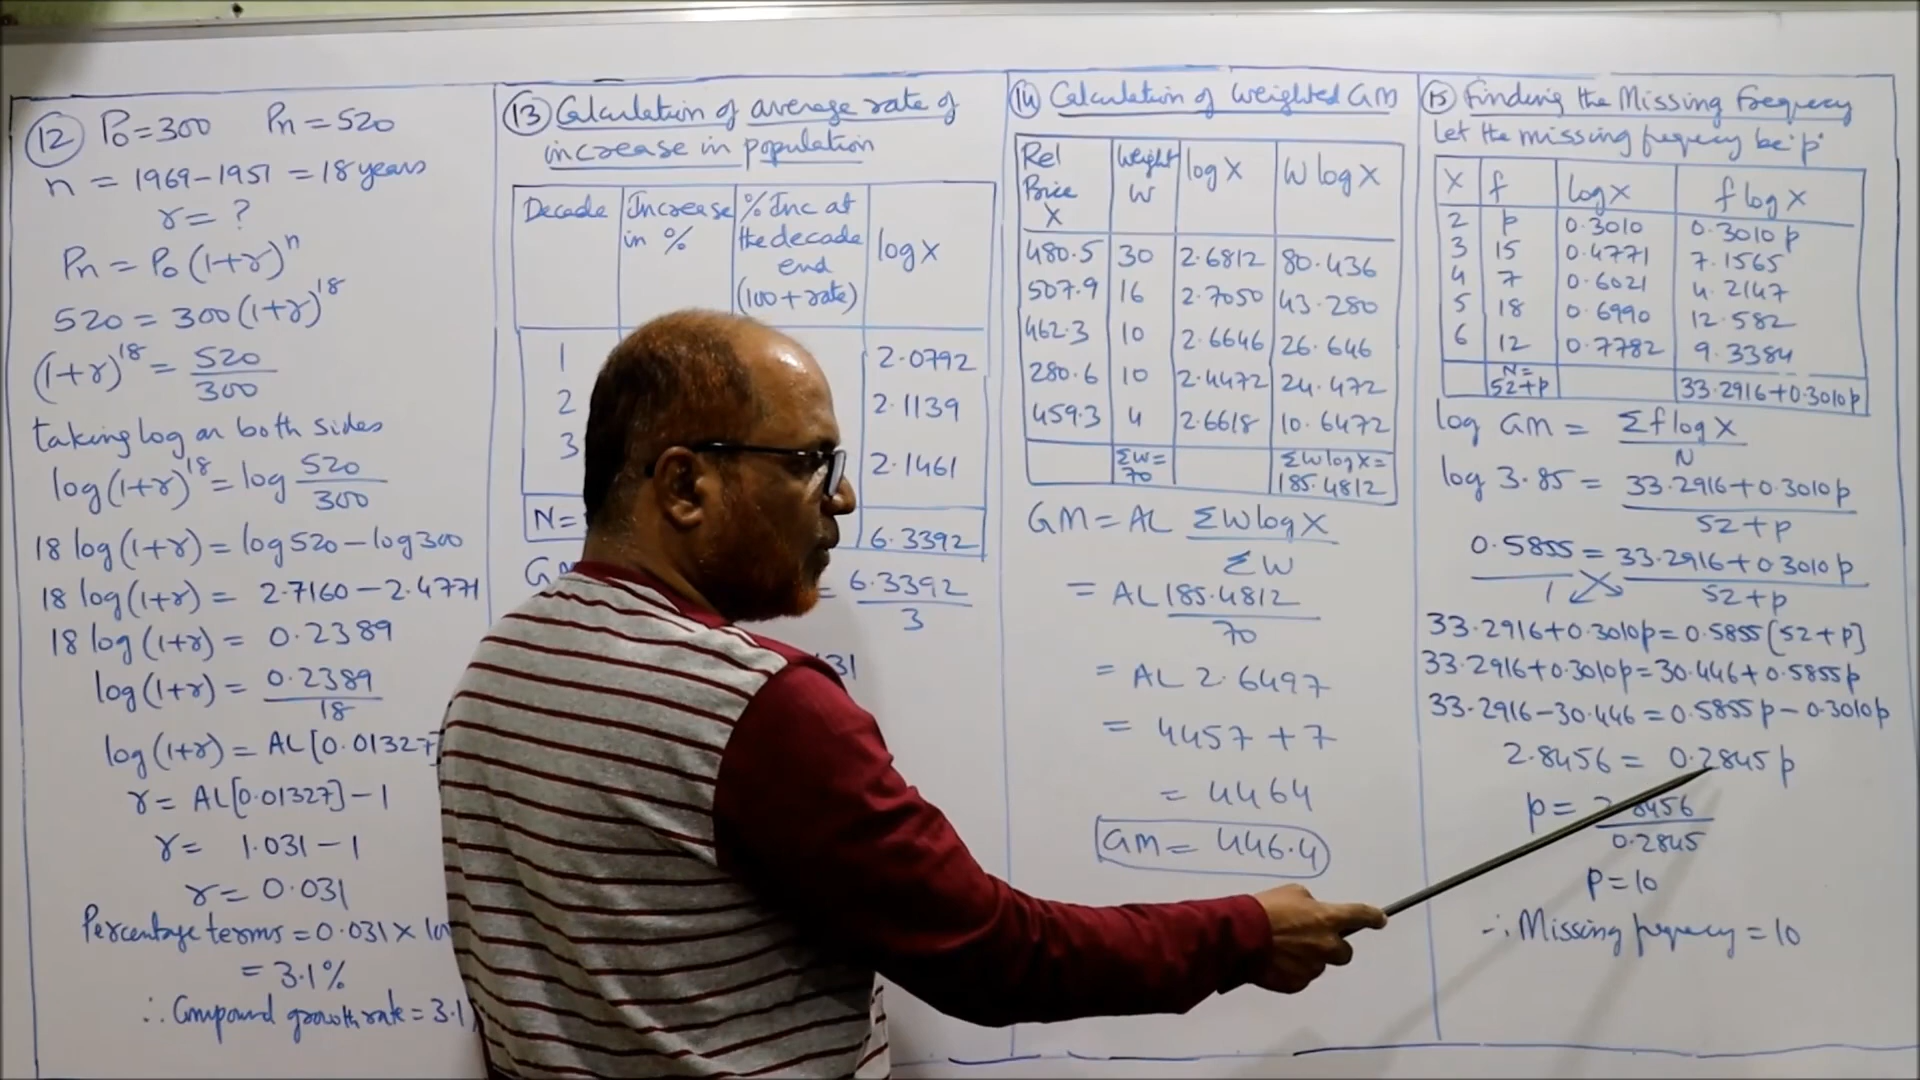 12 P0 = 300 Pn = 520
n = 1969-1951 = 18 years
r = ?
Pn = P0 (1+r)^n
520 = 300 (1+r)^18
(1+r)^18 = 520/300
taking log on both sides
log (1+r)^18 = log 520/300
18 log (1+r) = log 520 - log 300
18 log (1+r) = 2.7160 - 2.4771
18 log (1+r) = 0.2389
log (1+r) = 0.2389/18
log (1+r) = AL [0.01327]
r = AL [0.01327] - 1
r = 1.031 - 1
r = 0.031
Percentage terms = 0.031 x
= 3.1%
∴ Compound growth rate = 3.1
13 Calculation of average rate of
increase in population
Decade | Increase in % | % Inc at the decade end (100 + rate) | log X
1 2.0792
2 2.1139
3 2.1461
N = 6.3392
= 6.3392/3
14 Calculation of Weighted GM
Rel Price X | Weight W | log X | W log X
480.5 30 2.6812 80.436
507.9 16 2.7050 43.280
462.3 10 2.6646 26.646
280.6 10 2.4472 24.472
459.3 4 2.6618 10.6472
ΣW = 70 ΣW log X = 185.4812
GM = AL ΣW log X / ΣW
= AL 185.4812/70
= AL 2.6497
= 4457 + 7
= 4464
GM = 446.4
15 Finding the Missing Frequency
Let the missing frequency be 'p'
X | f | log X | f log X
2 p 0.3010 0.3010 p
3 15 0.4771 7.1565
4 7 0.6021 4.2147
5 18 0.6990 12.582
6 12 0.7782 9.3384
N = 52+p 33.2916+0.3010p
log GM = Σf log X / N
log 3.85 = 33.2916+0.3010p / 52+p
0.5855 / 1 = 33.2916+0.3010p / 52+p
33.2916+0.3010p = 0.5855 [52+p]
33.2916+0.3010p = 30.446+0.5855p
33.2916-30.446 = 0.5855p - 0.3010p
2.8456 = 0.2845 p
p = 2.8456/0.2845
p = 10
∴ Missing frequency = 10